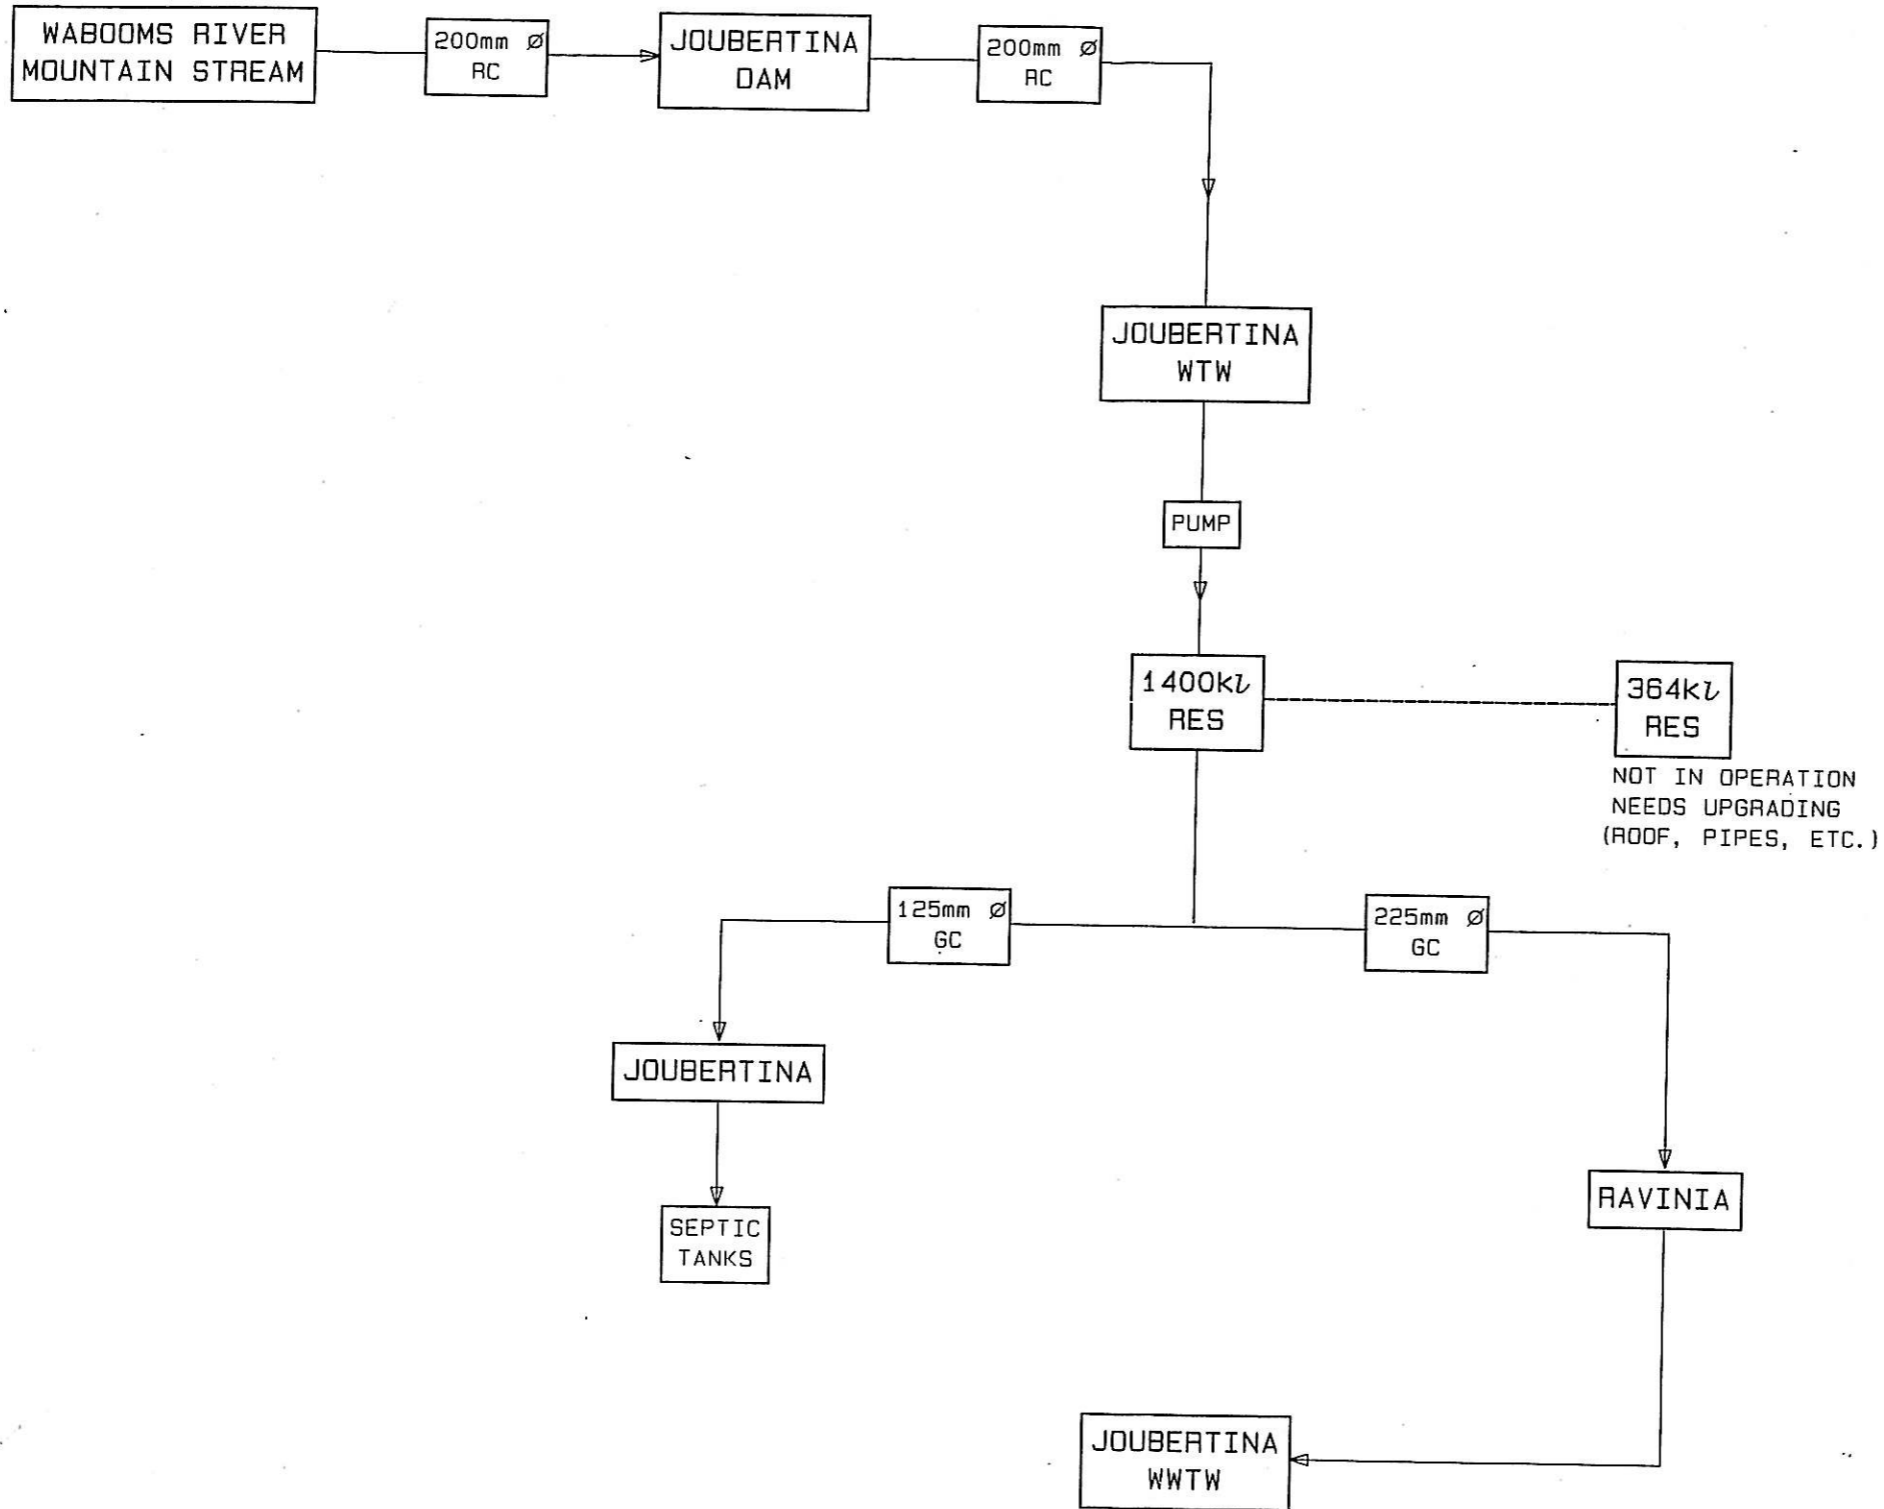 WABOOMS RIVER
MOUNTAIN STREAM
200mm Ø
RC
JOUBERTINA
DAM
200mm Ø
RC
JOUBERTINA
WTW
PUMP
1400kl
RES
364kl
RES
NOT IN OPERATION
NEEDS UPGRADING
(ROOF, PIPES, ETC.)
125mm Ø
GC
225mm Ø
GC
JOUBERTINA
RAVINIA
SEPTIC
TANKS
JOUBERTINA
WWTW